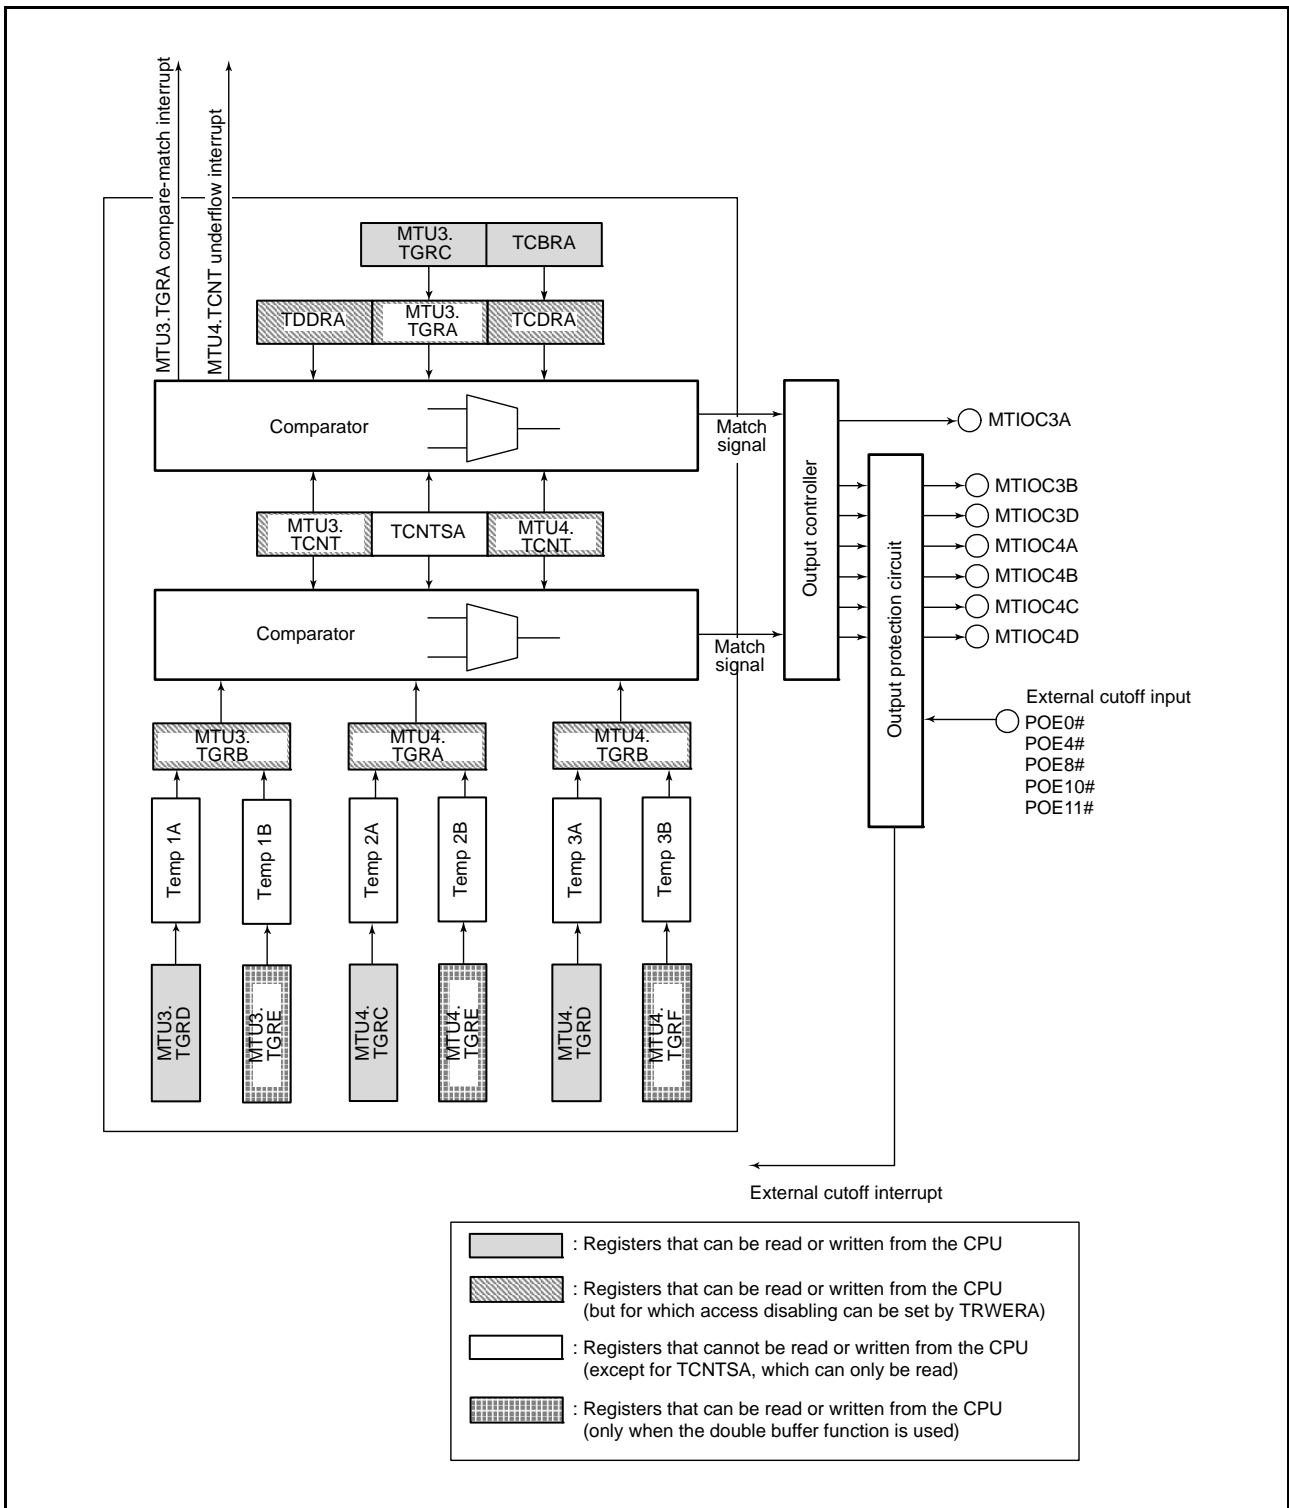 MTU3.TGRA compare-match interrupt
MTU4.TCNT underflow interrupt
MTU3.
TGRC
TCBRA
TDDRA
MTU3.
TGRA
TCDRA
Comparator
Match
signal
MTU3.
TCNT
TCNTSA
MTU4.
TCNT
Comparator
Match
signal
Output controller
Output protection circuit
MTIOC3A
MTIOC3B
MTIOC3D
MTIOC4A
MTIOC4B
MTIOC4C
MTIOC4D
External cutoff input
POE0#
POE4#
POE8#
POE10#
POE11#
MTU3.
TGRB
MTU4.
TGRA
MTU4.
TGRB
Temp 1A
Temp 1B
Temp 2A
Temp 2B
Temp 3A
Temp 3B
MTU3.
TGRD
MTU3.
TGRE
MTU4.
TGRC
MTU4.
TGRE
MTU4.
TGRD
MTU4.
TGRF
External cutoff interrupt
: Registers that can be read or written from the CPU
: Registers that can be read or written from the CPU
(but for which access disabling can be set by TRWERA)
: Registers that cannot be read or written from the CPU
(except for TCNTSA, which can only be read)
: Registers that can be read or written from the CPU
(only when the double buffer function is used)